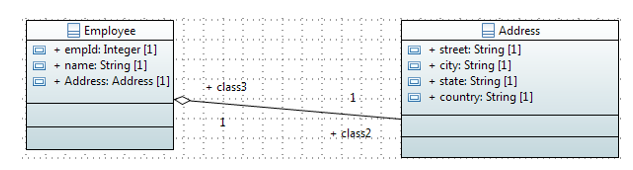 Employee
+ empId: Integer [1]
+ name: String [1]
+ Address: Address [1]
+ class3
1
1
+ class2
Address
+ street: String [1]
+ city: String [1]
+ state: String [1]
+ country: String [1]